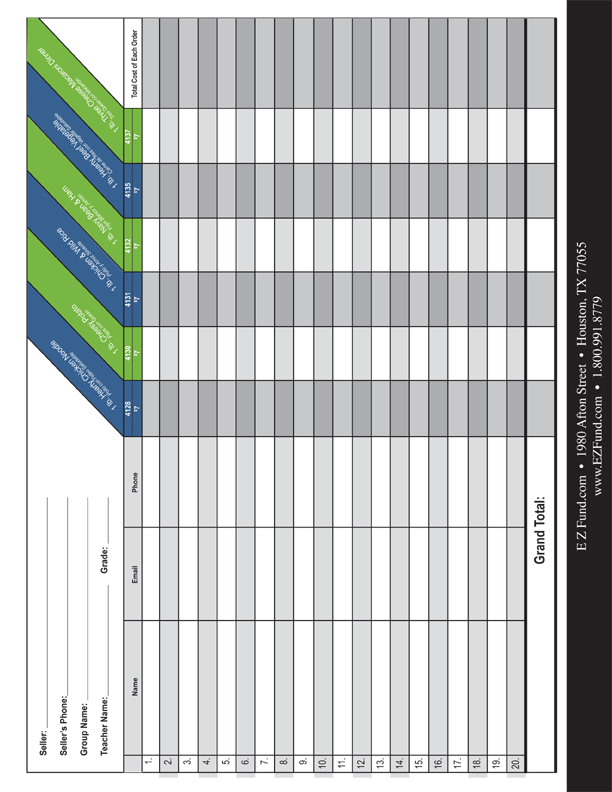 Seller:
Seller's Phone:
Group Name:
Teacher Name: Grade:
1 lb. Hearty Chicken Noodle
1 lb. Cheesy Potato
1 lb. Chicken & Wild Rice
1 lb. Navy Bean & Ham
1 lb. Hearty Beef Vegetable
1 lb. Three Cheese Macaroni Dinner
Name Email Phone 4128 4130 4131 4132 4135 4137 Total Cost of Each Order
$7 $7 $7 $7 $7 $7
1.
2.
3.
4.
5.
6.
7.
8.
9.
10.
11.
12.
13.
14.
15.
16.
17.
18.
19.
20.
Grand Total:
E Z Fund.com • 1980 Afton Street • Houston, TX 77055
www.EZFund.com • 1.800.991.8779